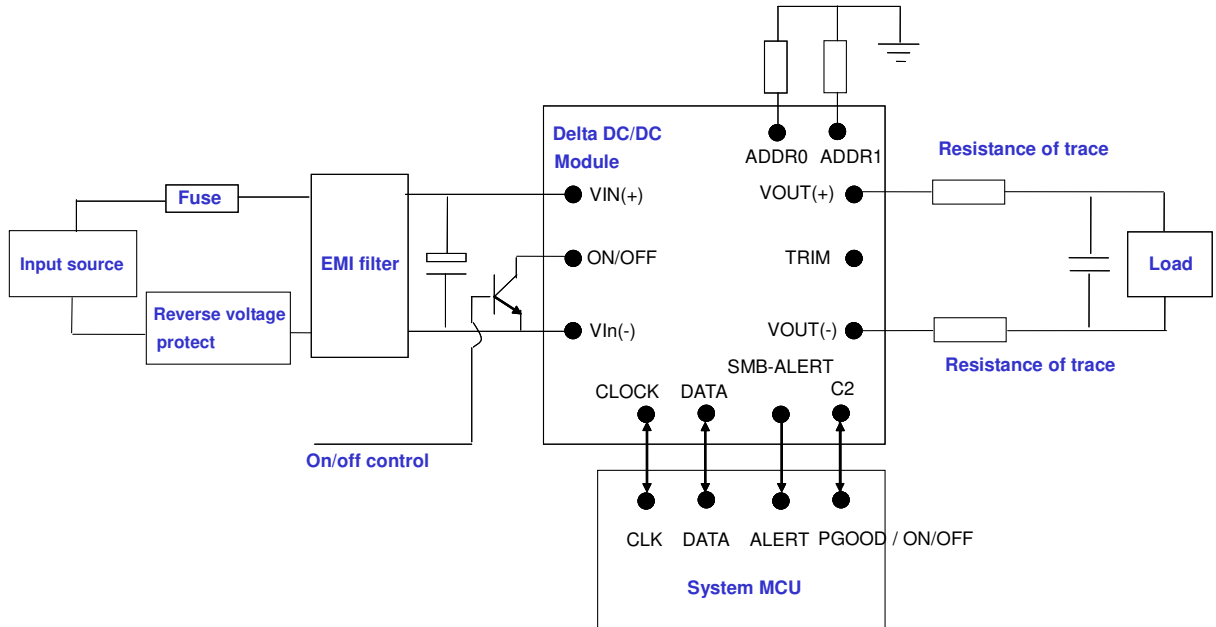 Delta DC/DC
Module
ADDR0 ADDR1
Resistance of trace
Fuse
VIN(+)
VOUT(+)
Input source
EMI filter
ON/OFF
TRIM
Load
Reverse voltage
protect
VIn(-)
VOUT(-)
Resistance of trace
SMB-ALERT
CLOCK DATA C2
On/off control
CLK DATA ALERT PGOOD / ON/OFF
System MCU